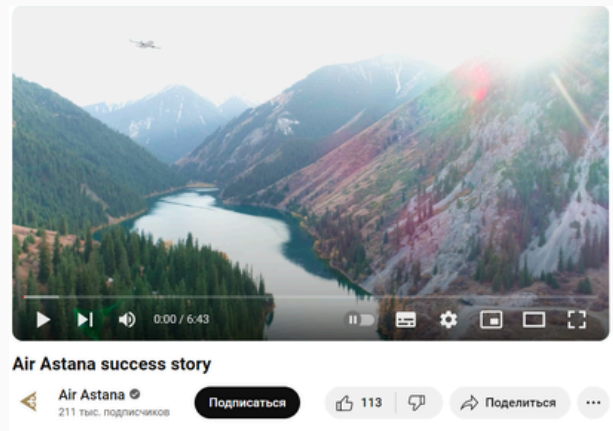 0:00 / 6:43
Air Astana success story
Air Astana
211 тыс. подписчиков
Подписаться
113
Поделиться